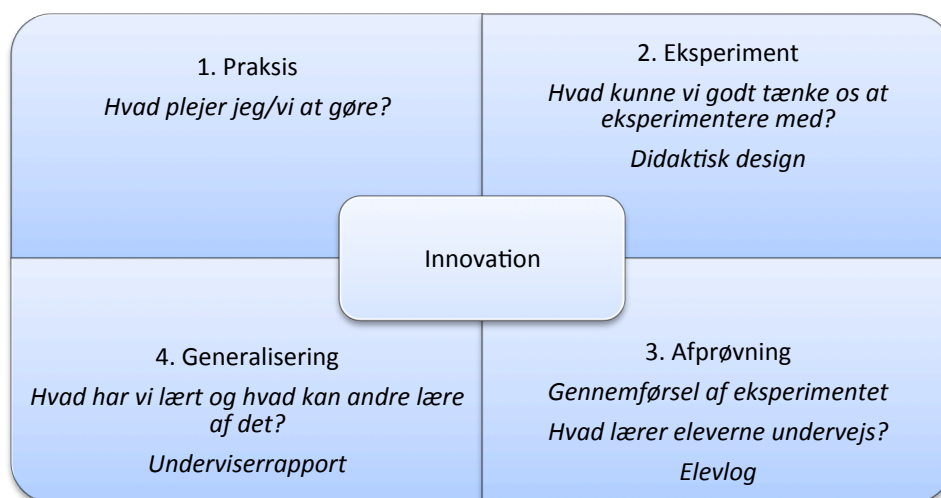 1. Praksis
Hvad plejer jeg/vi at gøre?
2. Eksperiment
Hvad kunne vi godt tænke os at
eksperimentere med?
Didaktisk design
Innovation
4. Generalisering
Hvad har vi lært og hvad kan andre lære
af det?
Underviserrapport
3. Afprøvning
Gennemførsel af eksperimentet
Hvad lærer eleverne undervejs?
Elevlog